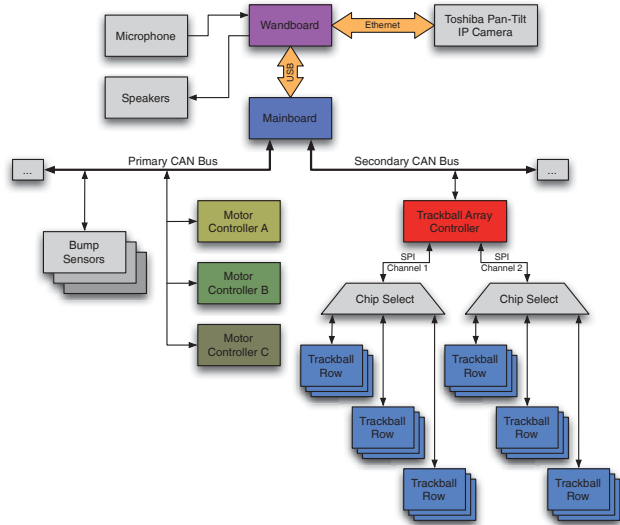 Microphone
Wandboard
Ethernet
Toshiba Pan-Tilt
IP Camera
Speakers
USB
Mainboard
Primary CAN Bus
Secondary CAN Bus
...
...
Bump
Sensors
Motor
Controller A
Motor
Controller B
Motor
Controller C
Trackball Array
Controller
SPI
Channel 1
SPI
Channel 2
Chip Select
Chip Select
Trackball
Row
Trackball
Row
Trackball
Row
Trackball
Row
Trackball
Row
Trackball
Row